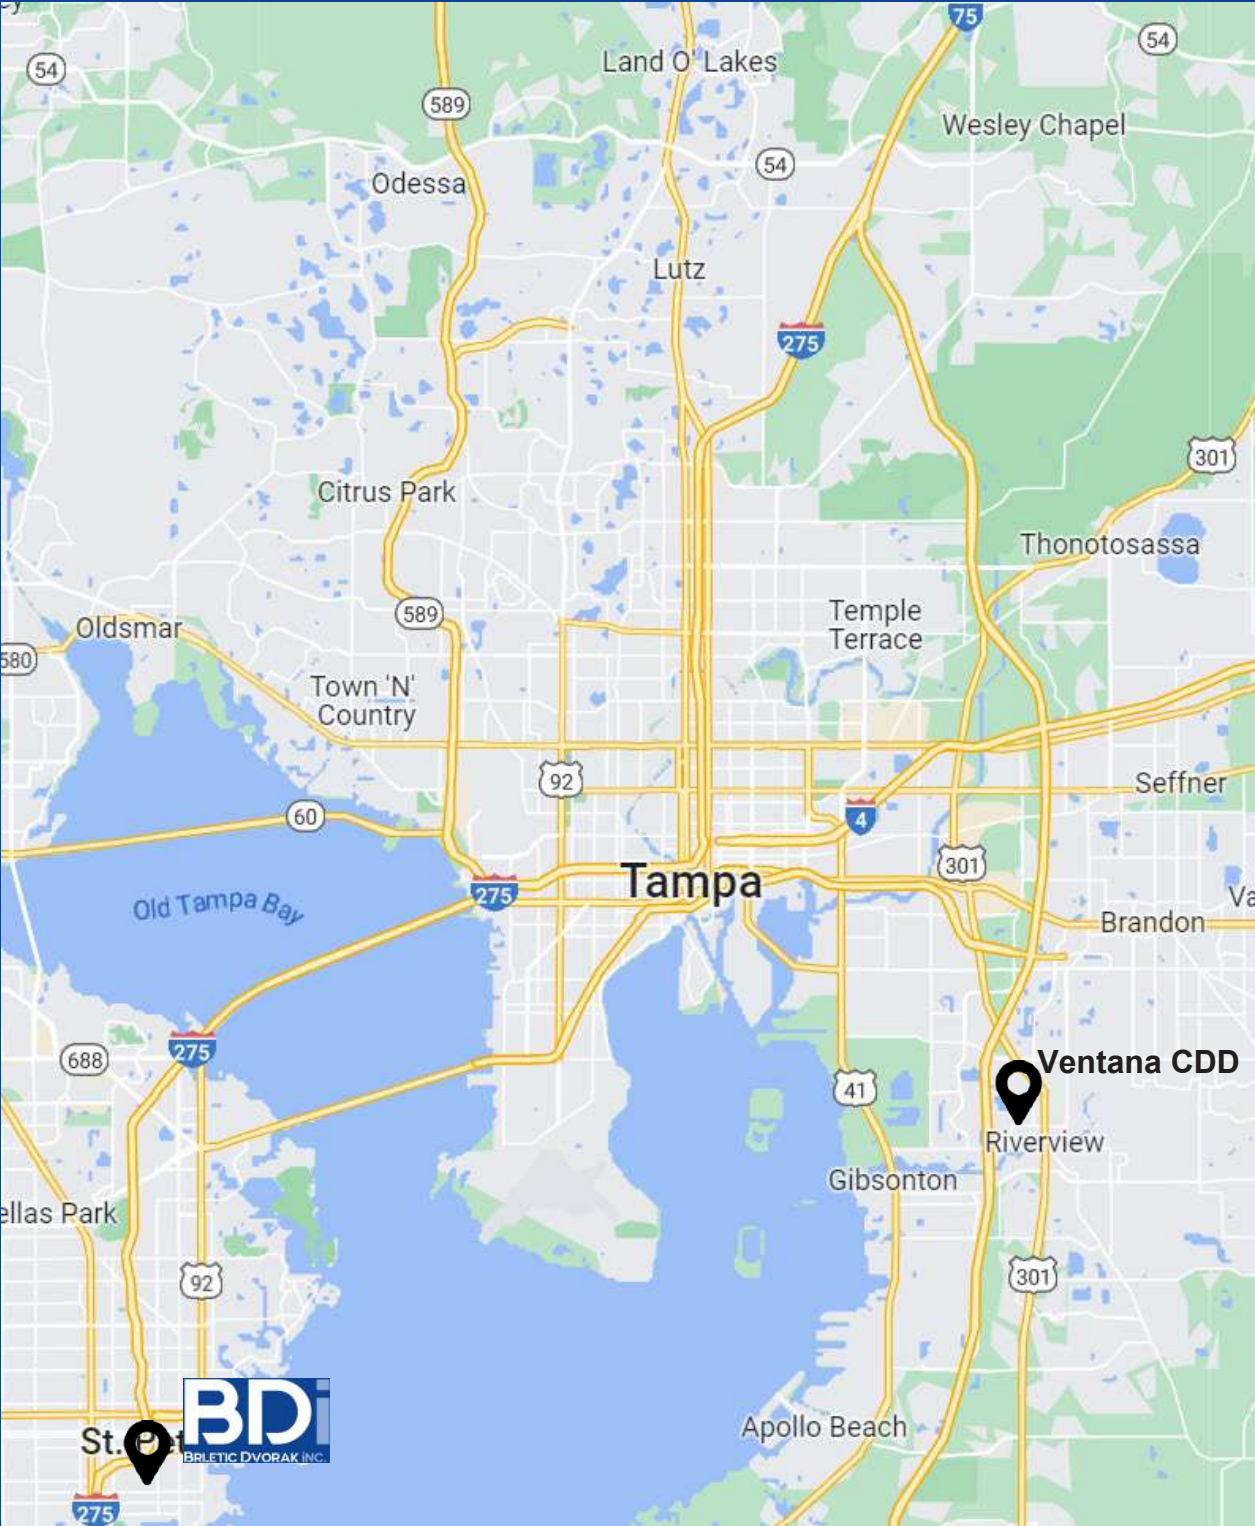 75
54
Land O' Lakes
54
589
Wesley Chapel
54
Odessa
Lutz
275
301
Citrus Park
Thonotosassa
589
Temple
Terrace
Oldsmar
580
Town 'N'
Country
92
Seffner
60
4
301
Tampa
275
Old Tampa Bay
Brandon
275
688
Ventana CDD
41
Riverview
Gibsonton
ellas Park
301
92
BDi
BRLETIC DVORAK INC.
Apollo Beach
St. Pet
275